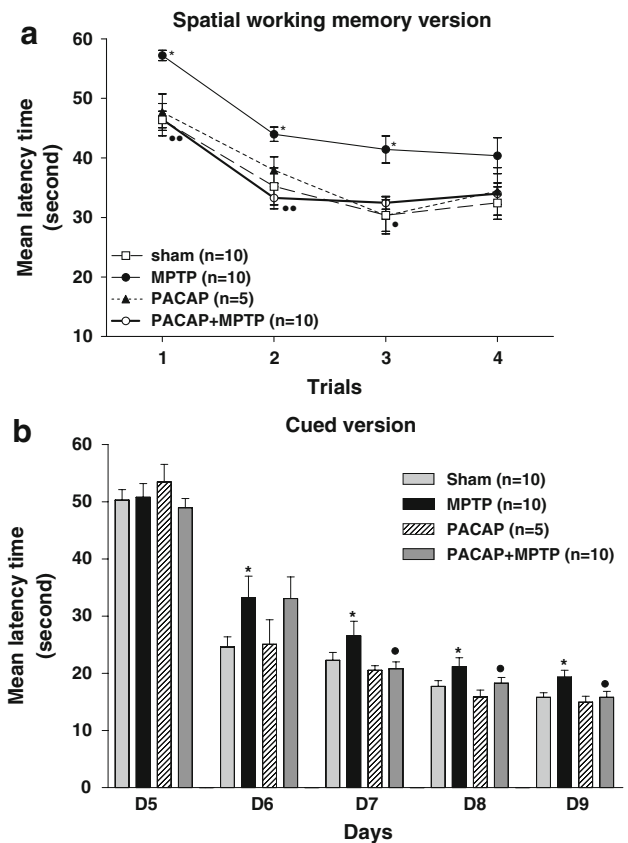 a
Spatial working memory version
60
50
40
30
20
10
Mean latency time
(second)
*
*
*
••
••
•
sham (n=10)
MPTP (n=10)
PACAP (n=5)
PACAP+MPTP (n=10)
1 2 3 4
Trials
b
Cued version
60
50
40
30
20
10
0
Mean latency time
(second)
Sham (n=10)
MPTP (n=10)
PACAP (n=5)
PACAP+MPTP (n=10)
*
* •
* •
* •
D5 D6 D7 D8 D9
Days